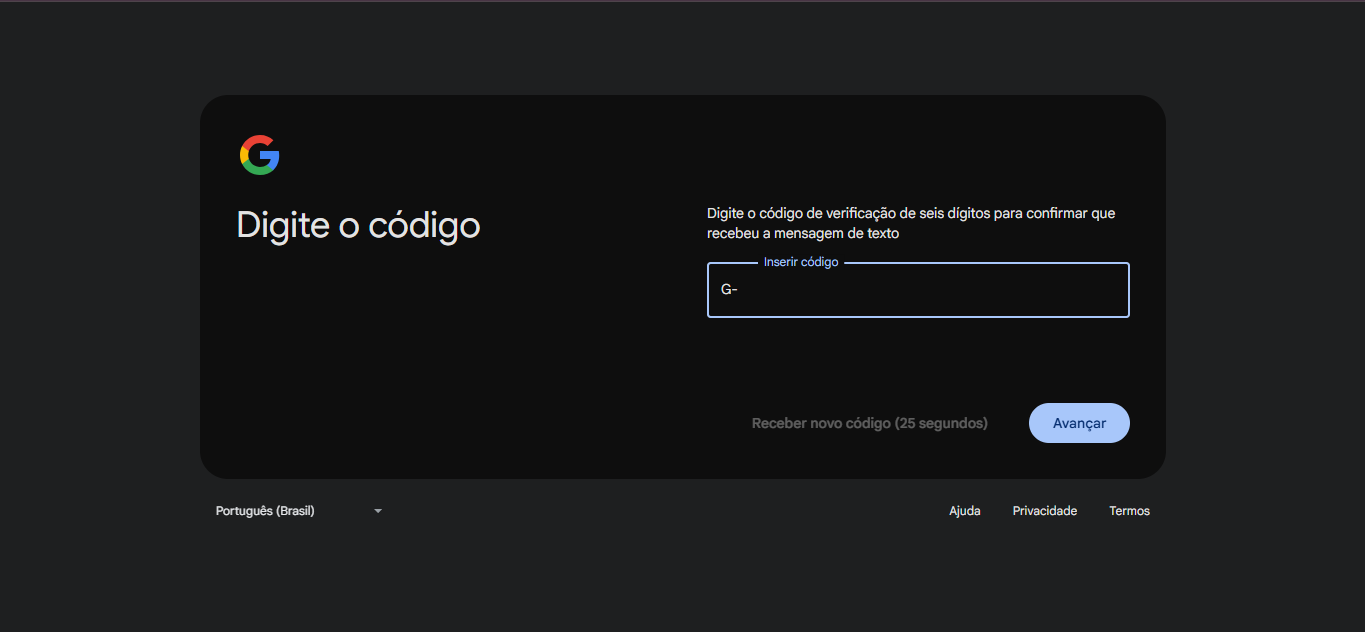 Digite o código
Digite o código de verificação de seis dígitos para confirmar que
recebeu a mensagem de texto
Inserir código
G-
Receber novo código (25 segundos)
Avançar
Português (Brasil)
Ajuda
Privacidade
Termos